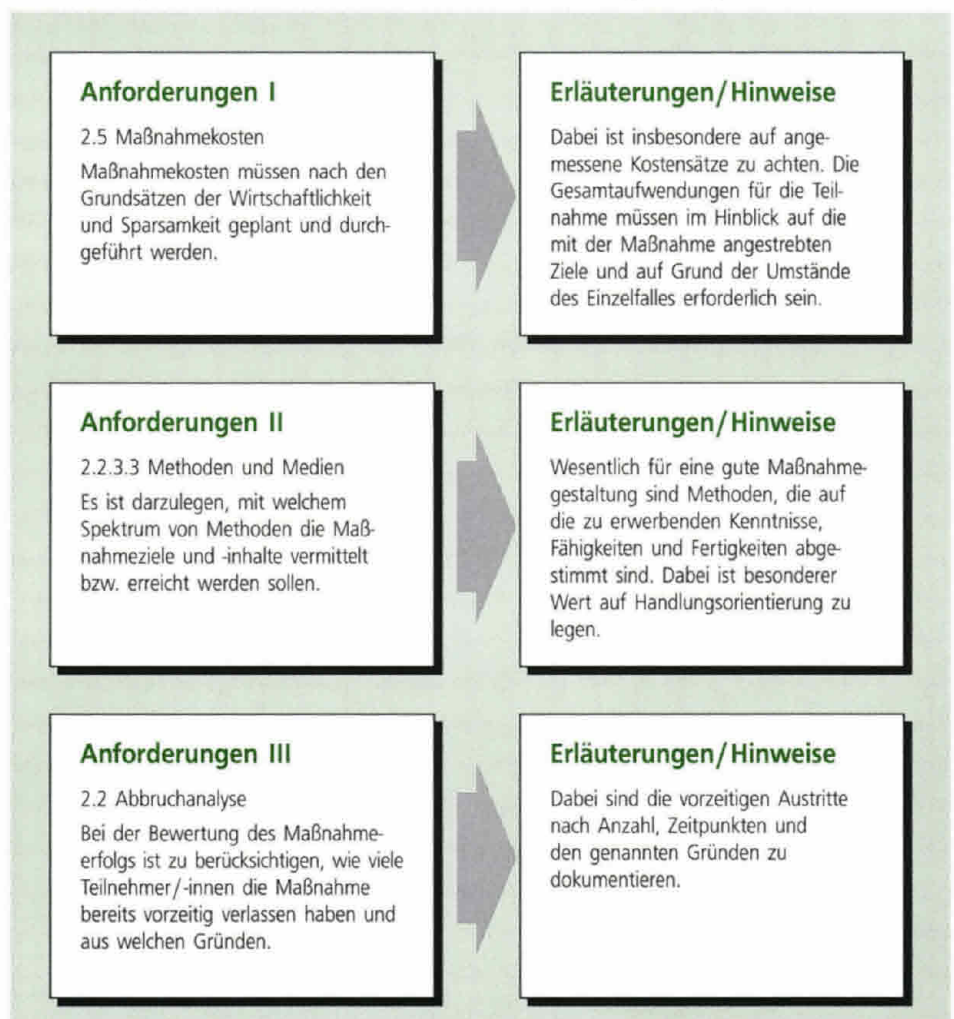 Anforderungen I
2.5 Maßnahmekosten
Maßnahmekosten müssen nach den
Grundsätzen der Wirtschaftlichkeit
und Sparsamkeit geplant und durch-
geführt werden.
Erläuterungen/Hinweise
Dabei ist insbesondere auf ange-
messene Kostensätze zu achten. Die
Gesamtaufwendungen für die Teil-
nahme müssen im Hinblick auf die
mit der Maßnahme angestrebten
Ziele und auf Grund der Umstände
des Einzelfalles erforderlich sein.
Anforderungen II
2.2.3.3 Methoden und Medien
Es ist darzulegen, mit welchem
Spektrum von Methoden die Maß-
nahmeziele und -inhalte vermittelt
bzw. erreicht werden sollen.
Erläuterungen/Hinweise
Wesentlich für eine gute Maßnahme-
gestaltung sind Methoden, die auf
die zu erwerbenden Kenntnisse,
Fähigkeiten und Fertigkeiten abge-
stimmt sind. Dabei ist besonderer
Wert auf Handlungsorientierung zu
legen.
Anforderungen III
2.2 Abbruchanalyse
Bei der Bewertung des Maßnahme-
erfolgs ist zu berücksichtigen, wie viele
Teilnehmer/-innen die Maßnahme
bereits vorzeitig verlassen haben und
aus welchen Gründen.
Erläuterungen/Hinweise
Dabei sind die vorzeitigen Austritte
nach Anzahl, Zeitpunkten und
den genannten Gründen zu
dokumentieren.